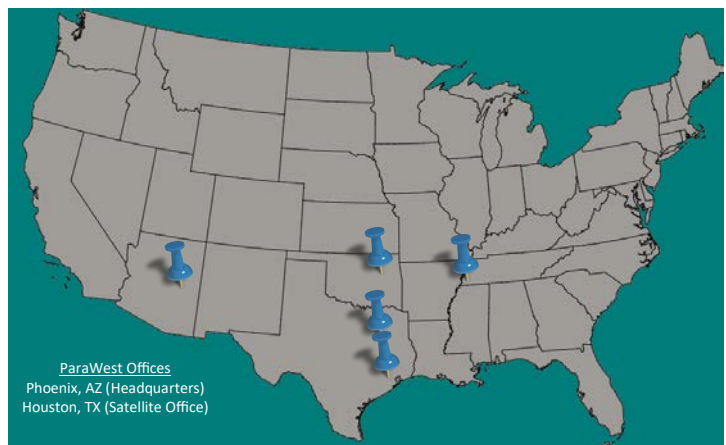 ParaWest Offices
Phoenix, AZ (Headquarters)
Houston, TX (Satellite Office)